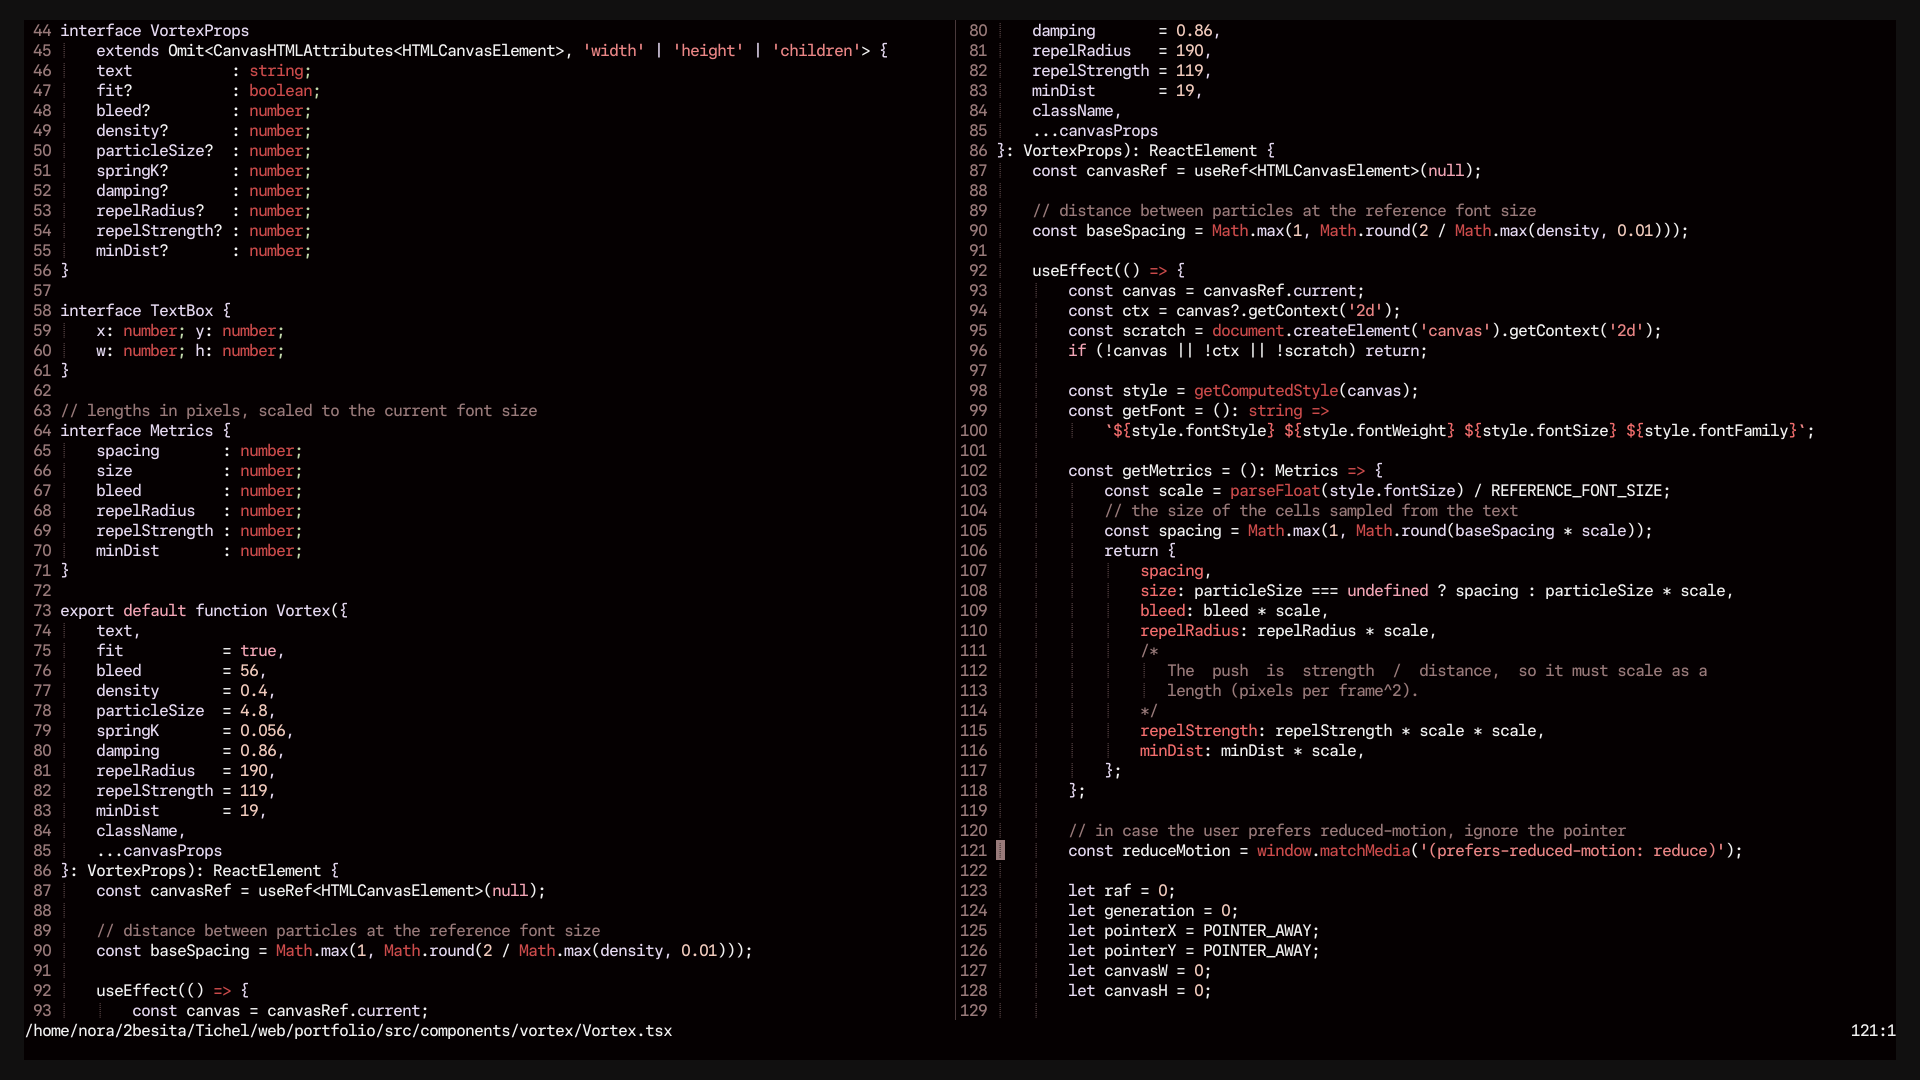 44 interface VortexProps
45     extends Omit<CanvasHTMLAttributes<HTMLCanvasElement>, 'width' | 'height' | 'children'> {
46     text           : string;
47     fit?           : boolean;
48     bleed?         : number;
49     density?       : number;
50     particleSize?  : number;
51     springK?       : number;
52     damping?       : number;
53     repelRadius?   : number;
54     repelStrength? : number;
55     minDist?       : number;
56 }
57
58 interface TextBox {
59     x: number; y: number;
60     w: number; h: number;
61 }
62
63 // lengths in pixels, scaled to the current font size
64 interface Metrics {
65     spacing       : number;
66     size          : number;
67     bleed         : number;
68     repelRadius   : number;
69     repelStrength : number;
70     minDist       : number;
71 }
72
73 export default function Vortex({
74     text,
75     fit           = true,
76     bleed         = 56,
77     density       = 0.4,
78     particleSize  = 4.8,
79     springK       = 0.056,
80     damping       = 0.86,
81     repelRadius   = 190,
82     repelStrength = 119,
83     minDist       = 19,
84     className,
85     ...canvasProps
86 }: VortexProps): ReactElement {
87     const canvasRef = useRef<HTMLCanvasElement>(null);
88
89     // distance between particles at the reference font size
90     const baseSpacing = Math.max(1, Math.round(2 / Math.max(density, 0.01)));
91
92     useEffect(() => {
93         const canvas = canvasRef.current;
80     damping       = 0.86,
81     repelRadius   = 190,
82     repelStrength = 119,
83     minDist       = 19,
84     className,
85     ...canvasProps
86 }: VortexProps): ReactElement {
87     const canvasRef = useRef<HTMLCanvasElement>(null);
88
89     // distance between particles at the reference font size
90     const baseSpacing = Math.max(1, Math.round(2 / Math.max(density, 0.01)));
91
92     useEffect(() => {
93         const canvas = canvasRef.current;
94         const ctx = canvas?.getContext('2d');
95         const scratch = document.createElement('canvas').getContext('2d');
96         if (!canvas || !ctx || !scratch) return;
97
98         const style = getComputedStyle(canvas);
99         const getFont = (): string =>
100             `${style.fontStyle} ${style.fontWeight} ${style.fontSize} ${style.fontFamily}`;
101
102         const getMetrics = (): Metrics => {
103             const scale = parseFloat(style.fontSize) / REFERENCE_FONT_SIZE;
104             // the size of the cells sampled from the text
105             const spacing = Math.max(1, Math.round(baseSpacing * scale));
106             return {
107                 spacing,
108                 size: particleSize === undefined ? spacing : particleSize * scale,
109                 bleed: bleed * scale,
110                 repelRadius: repelRadius * scale,
111                 /*
112                    The  push  is  strength  /  distance,  so it must scale as a
113                    length (pixels per frame^2).
114                 */
115                 repelStrength: repelStrength * scale * scale,
116                 minDist: minDist * scale,
117             };
118         };
119
120         // in case the user prefers reduced-motion, ignore the pointer
121         const reduceMotion = window.matchMedia('(prefers-reduced-motion: reduce)');
122
123         let raf = 0;
124         let generation = 0;
125         let pointerX = POINTER_AWAY;
126         let pointerY = POINTER_AWAY;
127         let canvasW = 0;
128         let canvasH = 0;
129
/home/nora/2besita/Tichel/web/portfolio/src/components/vortex/Vortex.tsx 121:1